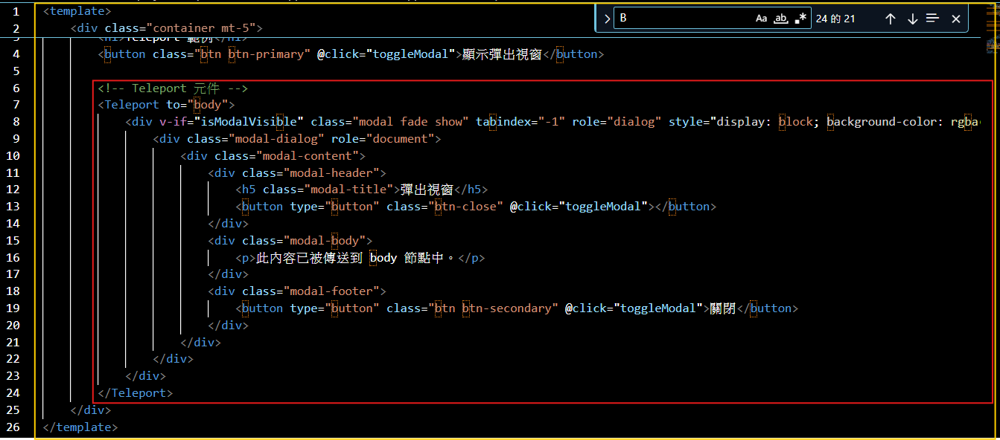 B
Aa
ab
24 的 21
1 <template>
2 <div class="container mt-5">
4 <button class="btn btn-primary" @click="toggleModal">顯示彈出視窗</button>
5
6 <!-- Teleport 元件 -->
7 <Teleport to="body">
8 <div v-if="isModalVisible" class="modal fade show" tabindex="-1" role="dialog" style="display: block; background-color: rgba(
9 <div class="modal-dialog" role="document">
10 <div class="modal-content">
11 <div class="modal-header">
12 <h5 class="modal-title">彈出視窗</h5>
13 <button type="button" class="btn-close" @click="toggleModal"></button>
14 </div>
15 <div class="modal-body">
16 <p>此內容已被傳送到 body 節點中。</p>
17 </div>
18 <div class="modal-footer">
19 <button type="button" class="btn btn-secondary" @click="toggleModal">關閉</button>
20 </div>
21 </div>
22 </div>
23 </div>
24 </Teleport>
25 </div>
26 </template>